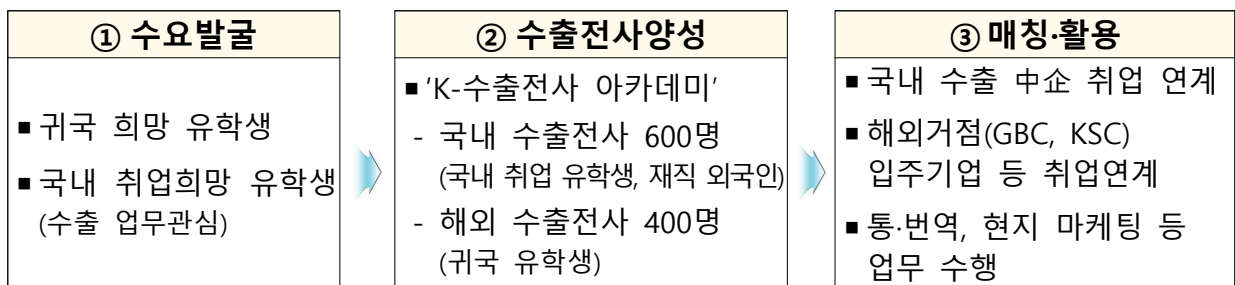 ① 수요발굴
■ 귀국 희망 유학생
■ 국내 취업희망 유학생
(수출 업무관심)
② 수출전사양성
■ 'K-수출전사 아카데미'
- 국내 수출전사 600명
(국내 취업 유학생, 재직 외국인)
- 해외 수출전사 400명
(귀국 유학생)
③ 매칭·활용
■ 국내 수출 中企 취업 연계
■ 해외거점(GBC, KSC)
입주기업 등 취업연계
■ 통·번역, 현지 마케팅 등
업무 수행